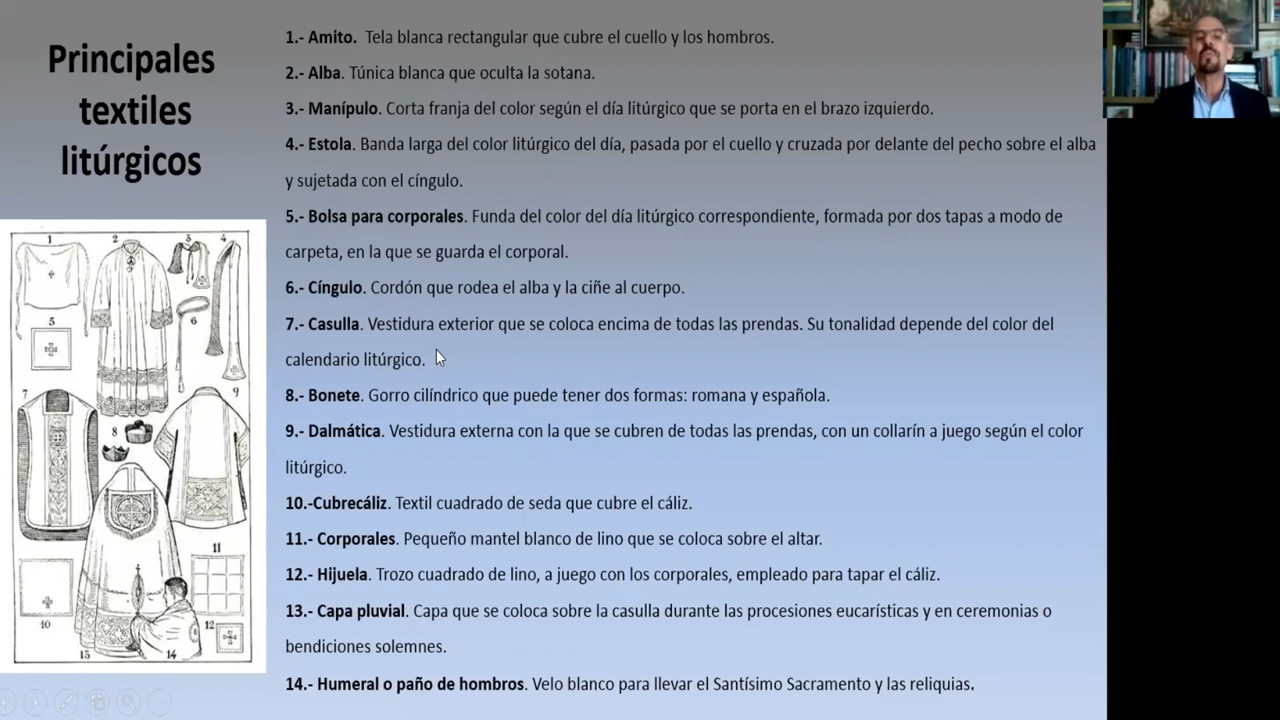 Principales
textiles
litúrgicos
1.- Amito. Tela blanca rectangular que cubre el cuello y los hombros.
2.- Alba. Túnica blanca que oculta la sotana.
3.- Manípulo. Corta franja del color según el día litúrgico que se porta en el brazo izquierdo.
4.- Estola. Banda larga del color litúrgico del día, pasada por el cuello y cruzada por delante del pecho sobre el alba
y sujetada con el cíngulo.
5.- Bolsa para corporales. Funda del color del día litúrgico correspondiente, formada por dos tapas a modo de
carpeta, en la que se guarda el corporal.
6.- Cíngulo. Cordón que rodea el alba y la ciñe al cuerpo.
7.- Casulla. Vestidura exterior que se coloca encima de todas las prendas. Su tonalidad depende del color del
calendario litúrgico.
8.- Bonete. Gorro cilíndrico que puede tener dos formas: romana y española.
9.- Dalmática. Vestidura externa con la que se cubren de todas las prendas, con un collarín a juego según el color
litúrgico.
10.-Cubrecáliz. Textil cuadrado de seda que cubre el cáliz.
11.- Corporales. Pequeño mantel blanco de lino que se coloca sobre el altar.
12.- Hijuela. Trozo cuadrado de lino, a juego con los corporales, empleado para tapar el cáliz.
13.- Capa pluvial. Capa que se coloca sobre la casulla durante las procesiones eucarísticas y en ceremonias o
bendiciones solemnes.
14.- Humeral o paño de hombros. Velo blanco para llevar el Santísimo Sacramento y las reliquias.
1 2 3 4
5 6
7 9
8
11
10 12
13 14